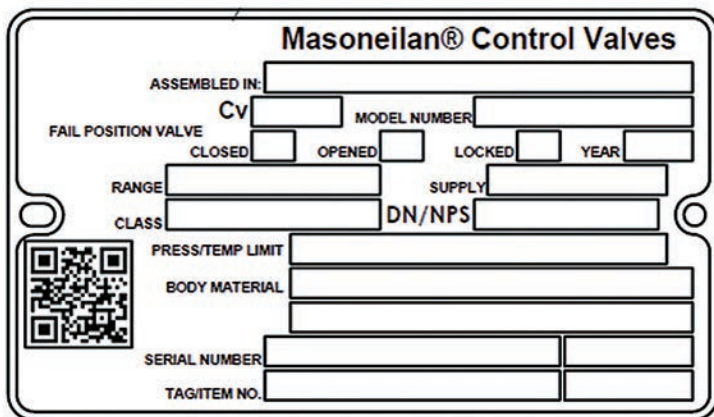 Masoneilan® Control Valves
ASSEMBLED IN:
Cv MODEL NUMBER
FAIL POSITION VALVE
CLOSED OPENED LOCKED YEAR
RANGE SUPPLY
CLASS DN/NPS
PRESS/TEMP LIMIT
BODY MATERIAL
SERIAL NUMBER
TAG/ITEM NO.